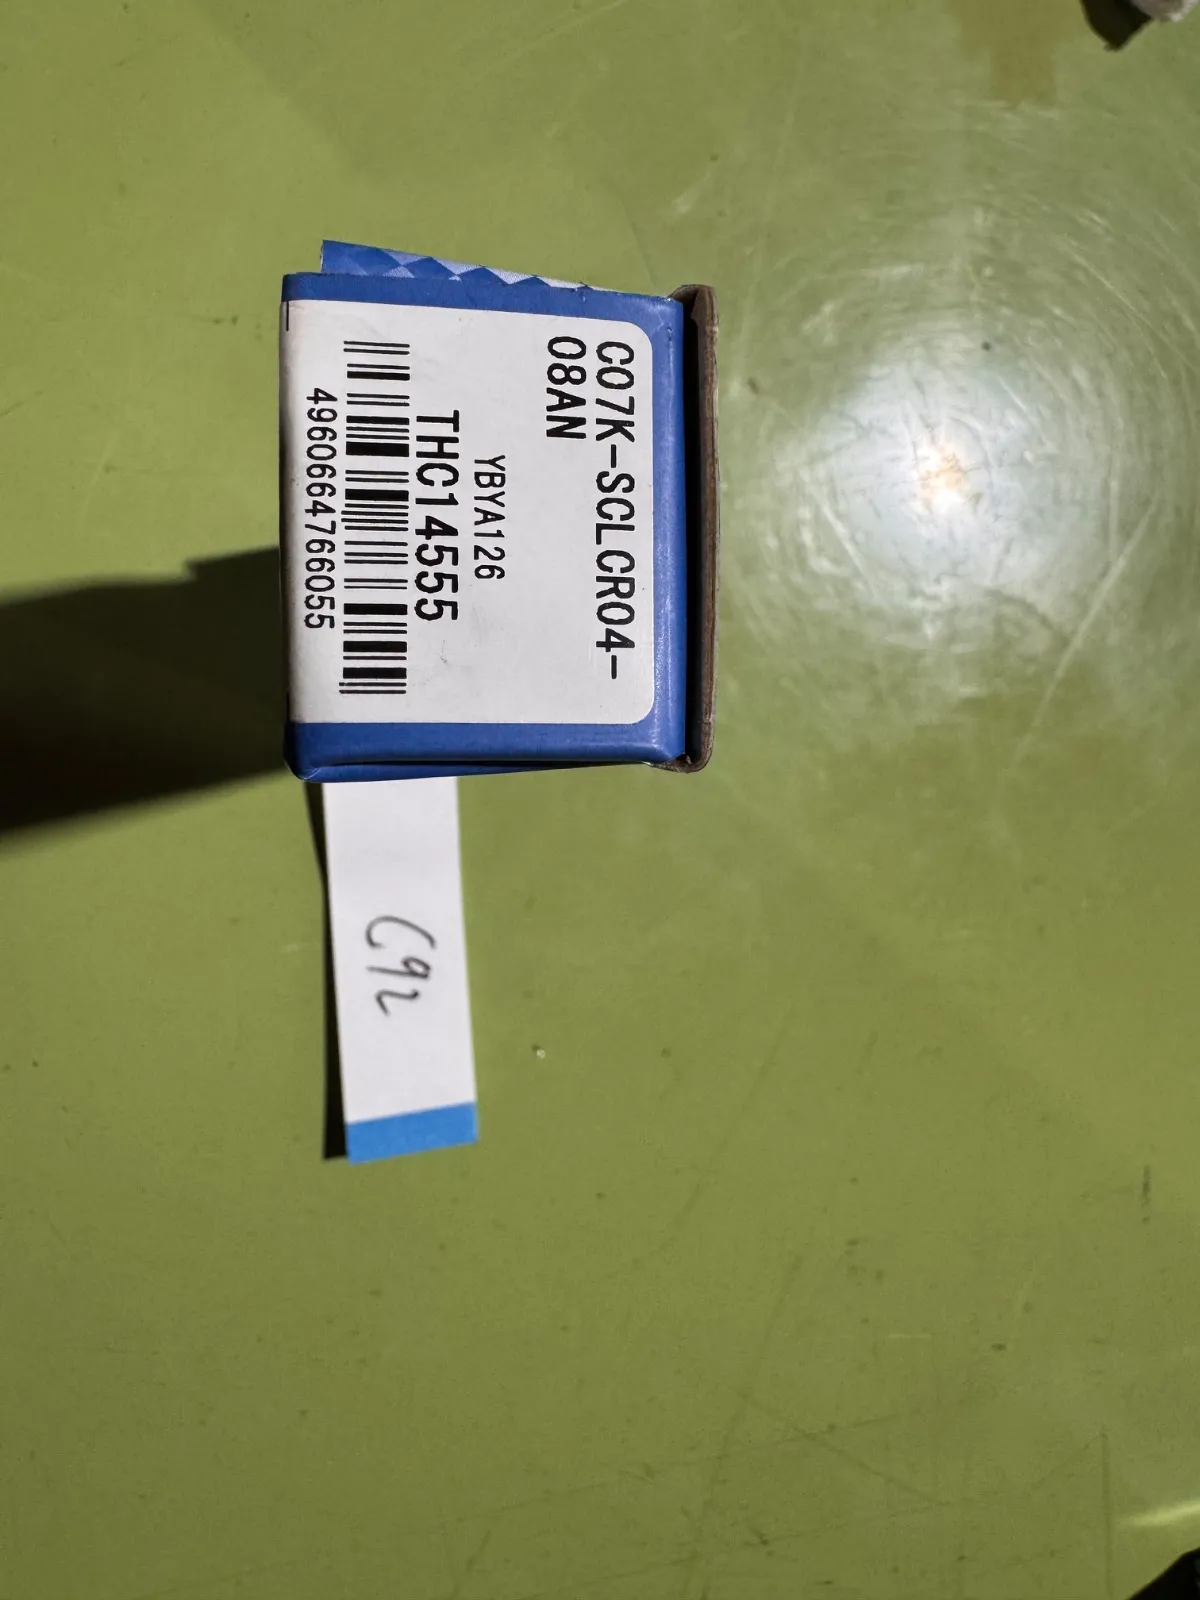 C07K-SCLCR04-
08AN
YBYA126
THC14555
4960664766055
C92